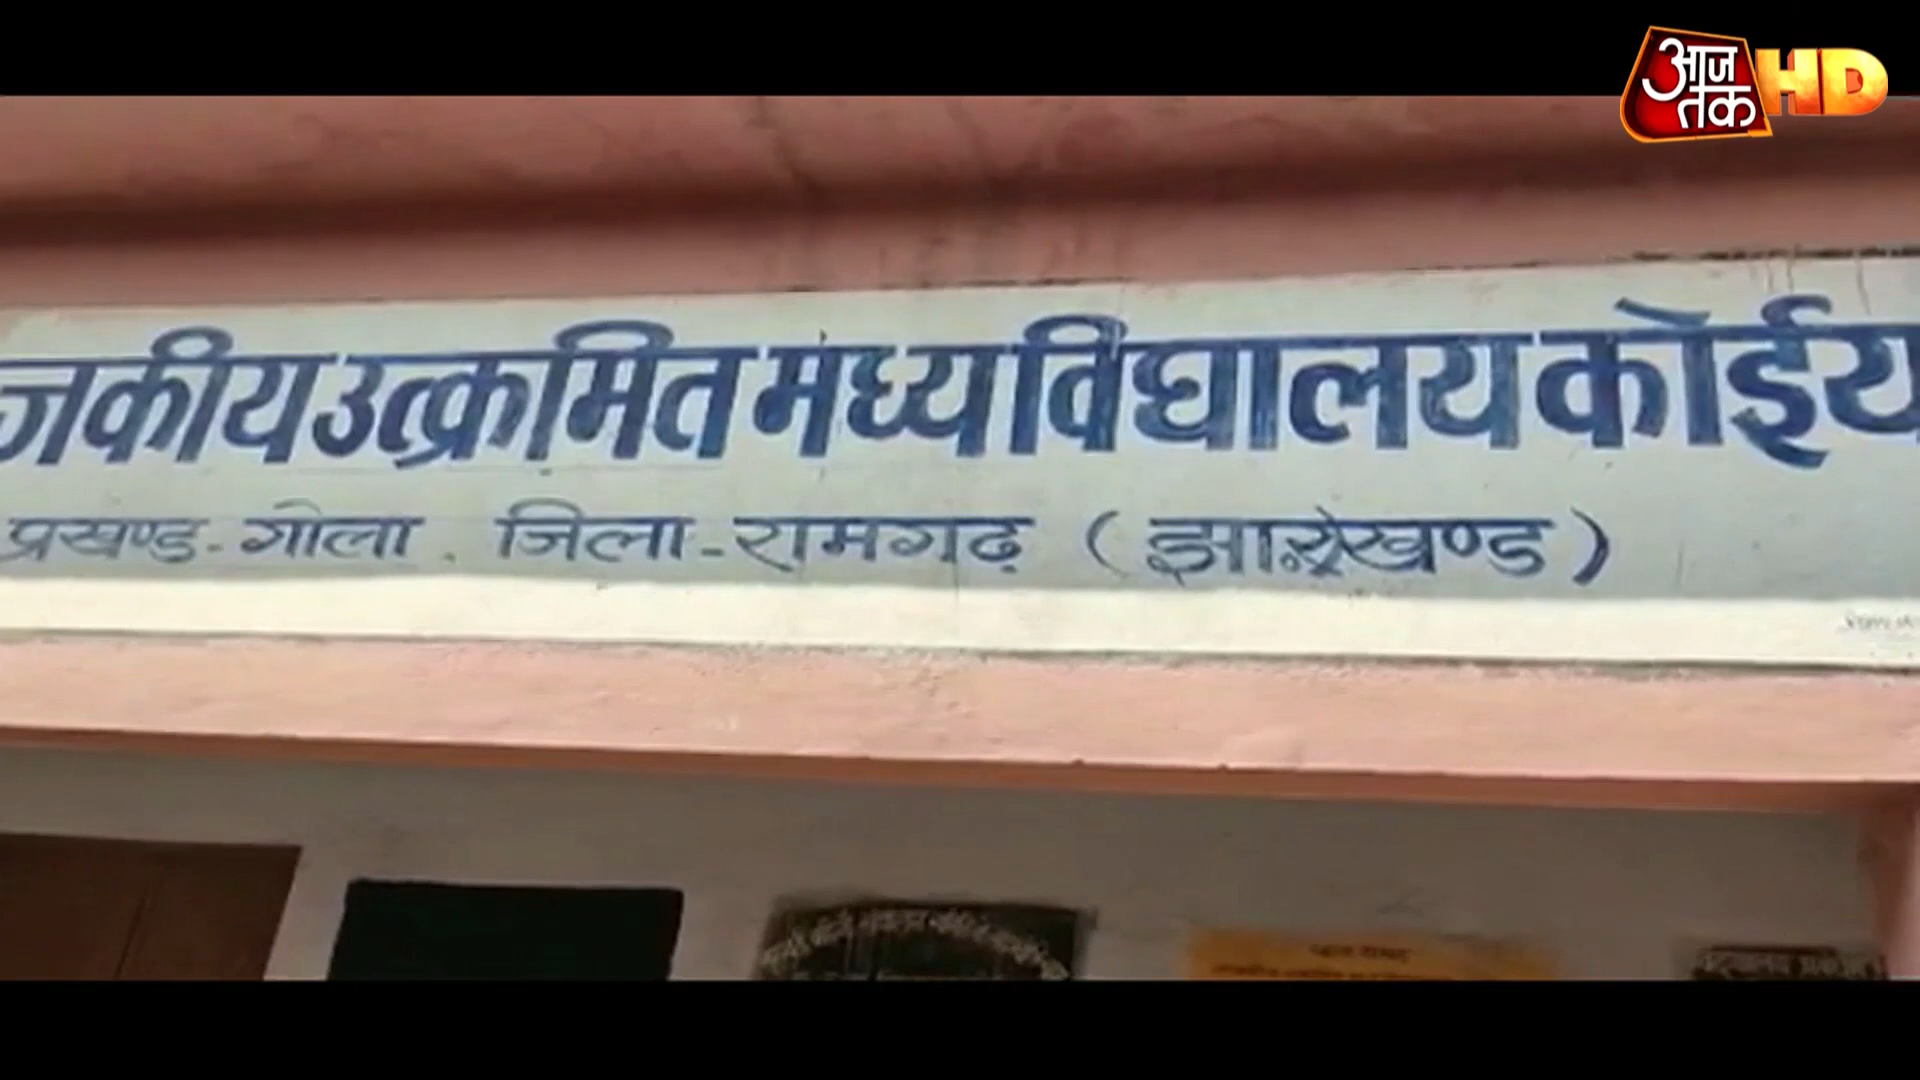 आज तक HD
जकीय उत्क्रमित मध्य विद्यालय कोईय
प्रखण्ड-गोला जिला-रामगढ़ (झारखण्ड)